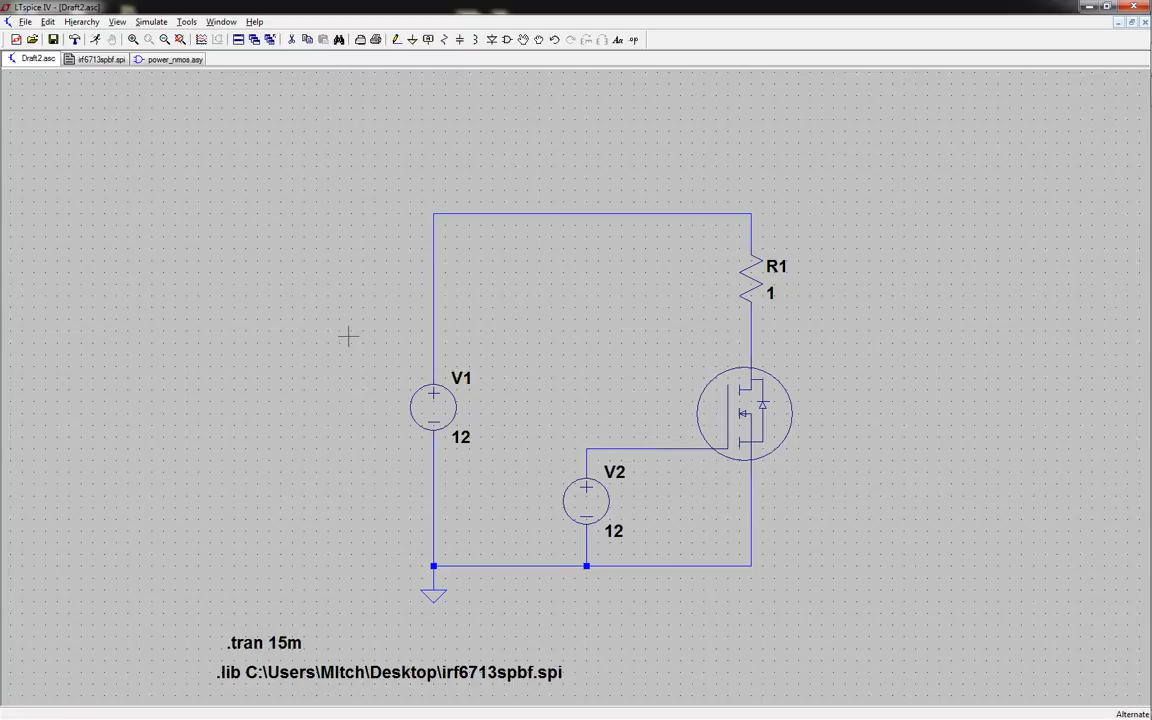 LTspice IV - [Draft2.asc]
File Edit Hierarchy View Simulate Tools Window Help
Draft2.asc irf6713spbf.spi power_nmos.asy
R1
1
V1
12
V2
12
.tran 15m
.lib C:\Users\MItch\Desktop\irf6713spbf.spi
Alternate